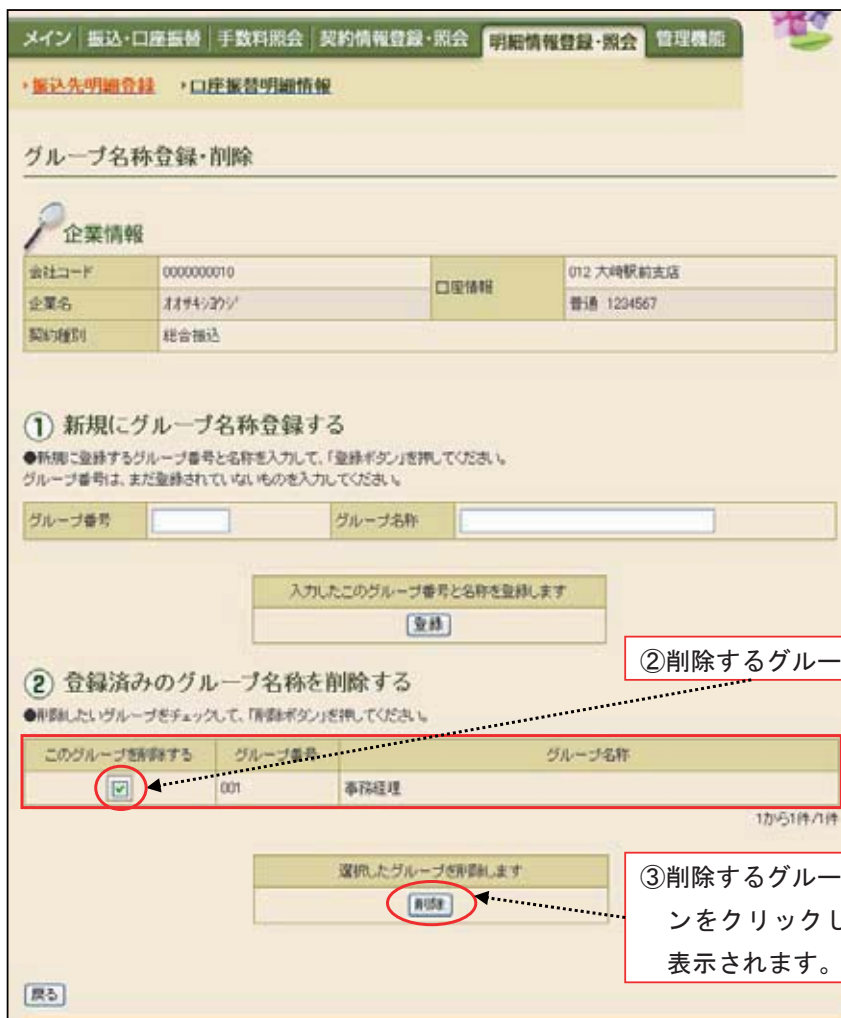 メイン 振込・口座振替 手数料照会 契約情報登録・照会 明細情報登録・照会 管理機能
振込先明細登録 口座振替明細情報
グループ名称登録・削除
企業情報
会社コード 0000000010 口座情報 012 大崎駅前支店
企業名 ｵｵｻｷｼﾖｳｼﾞ 普通 1234567
契約種別 総合振込
① 新規にグループ名称登録する
●新規に登録するグループ番号と名称を入力して、「登録ボタン」を押してください。
グループ番号は、まだ登録されていないものを入力してください。
グループ番号 グループ名称
入力したこのグループ番号と名称を登録します
登録
②削除するグルー
② 登録済みのグループ名称を削除する
●削除したいグループをチェックして、「削除ボタン」を押してください。
このグループを削除する グループ番号 グループ名称
001 事務経理
1から1件/1件
選択したグループを削除します
③削除するグルー
削除
ンをクリックし
表示されます。
戻る